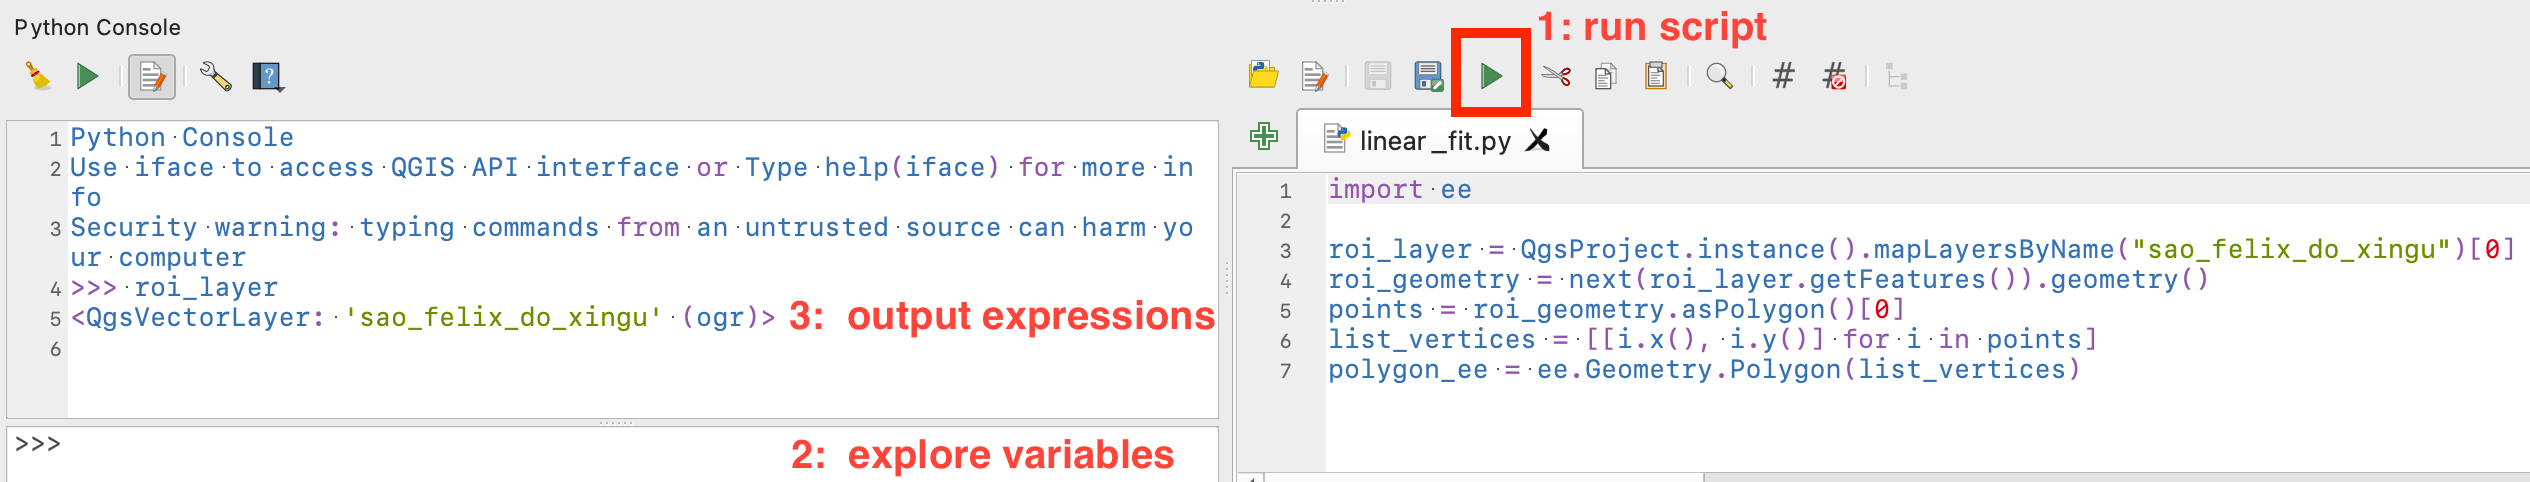 Python Console
1: run script
1 Python Console
2 Use iface to access QGIS API interface or Type help(iface) for more in
fo
3 Security warning: typing commands from an untrusted source can harm yo
ur computer
4 >>> roi_layer
5 <QgsVectorLayer: 'sao_felix_do_xingu' (ogr)>
6
3: output expressions
>>>
2: explore variables
linear_fit.py
1 import ee
2
3 roi_layer = QgsProject.instance().mapLayersByName("sao_felix_do_xingu")[0]
4 roi_geometry = next(roi_layer.getFeatures()).geometry()
5 points = roi_geometry.asPolygon()[0]
6 list_vertices = [[i.x(), i.y()] for i in points]
7 polygon_ee = ee.Geometry.Polygon(list_vertices)